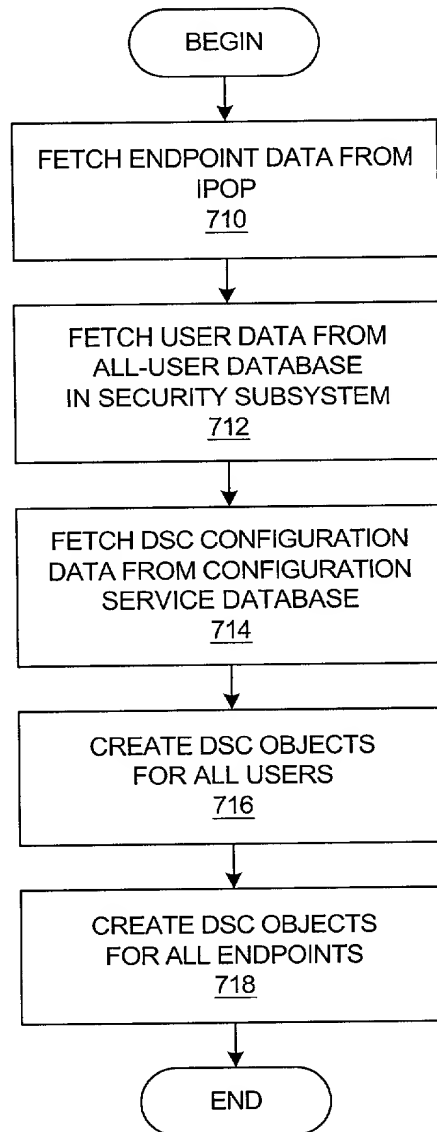 BEGIN
FETCH ENDPOINT DATA FROM
IPOP
710
FETCH USER DATA FROM
ALL-USER DATABASE
IN SECURITY SUBSYSTEM
712
FETCH DSC CONFIGURATION
DATA FROM CONFIGURATION
SERVICE DATABASE
714
CREATE DSC OBJECTS
FOR ALL USERS
716
CREATE DSC OBJECTS
FOR ALL ENDPOINTS
718
END